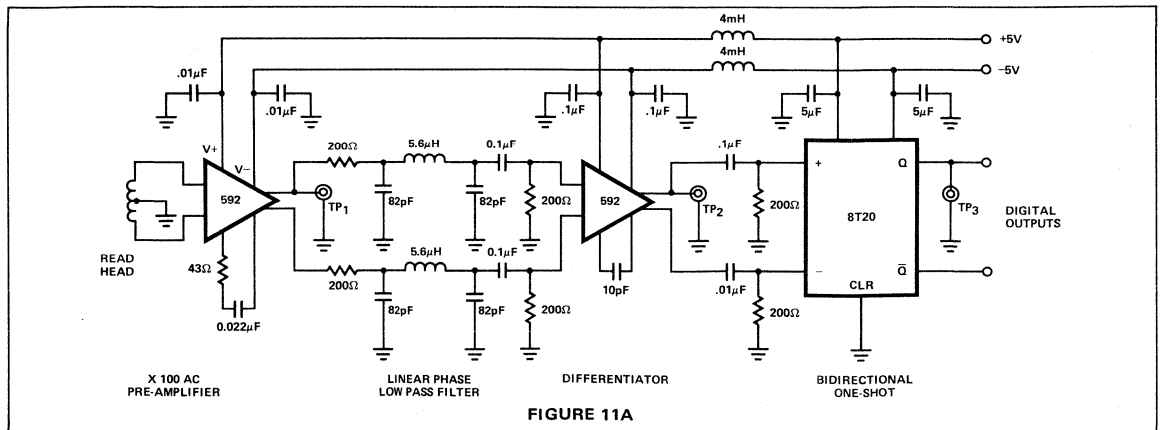 4mH
+5V
4mH
−5V
.01μF
.01μF
.1μF
.1μF
5μF
5μF
V+
V−
200Ω
5.6μH
0.1μF
.1μF
592
TP1
82pF
82pF
200Ω
592
TP2
200Ω
+
Q
8T20
TP3
DIGITAL
OUTPUTS
READ
HEAD
43Ω
0.022μF
200Ω
5.6μH
0.1μF
82pF
82pF
200Ω
10pF
.01μF
200Ω
−
Q̅
CLR
X 100 AC
PRE-AMPLIFIER
LINEAR PHASE
LOW PASS FILTER
DIFFERENTIATOR
BIDIRECTIONAL
ONE-SHOT
FIGURE 11A